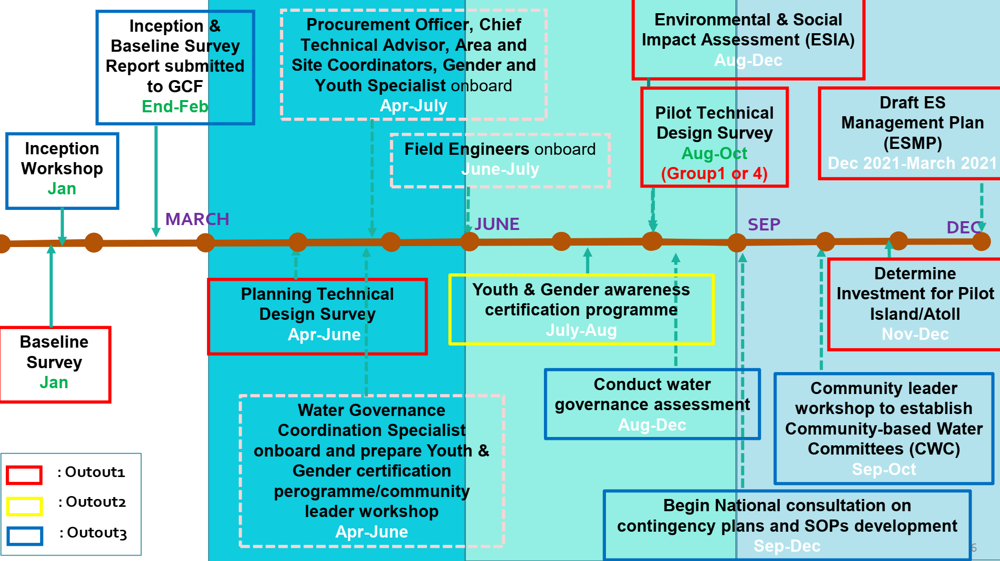 Inception &
Baseline Survey
Report submitted
to GCF
End-Feb
Procurement Officer, Chief
Technical Advisor, Area and
Site Coordinators, Gender and
Youth Specialist onboard
Apr-July
Environmental & Social
Impact Assessment (ESIA)
Aug-Dec
Inception
Workshop
Jan
Field Engineers onboard
June-July
Pilot Technical
Design Survey
Aug-Oct
(Group1 or 4)
Draft ES
Management Plan
(ESMP)
Dec 2021-March 2021
MARCH
JUNE
SEP
DEC
Baseline
Survey
Jan
Planning Technical
Design Survey
Apr-June
Youth & Gender awareness
certification programme
July-Aug
Determine
Investment for Pilot
Island/Atoll
Nov-Dec
Water Governance
Coordination Specialist
onboard and prepare Youth &
Gender certification
perogramme/community
leader workshop
Apr-June
Conduct water
governance assessment
Aug-Dec
Community leader
workshop to establish
Community-based Water
Committees (CWC)
Sep-Oct
Begin National consultation on
contingency plans and SOPs development
Sep-Dec
: Outout1
: Outout2
: Outout3
6